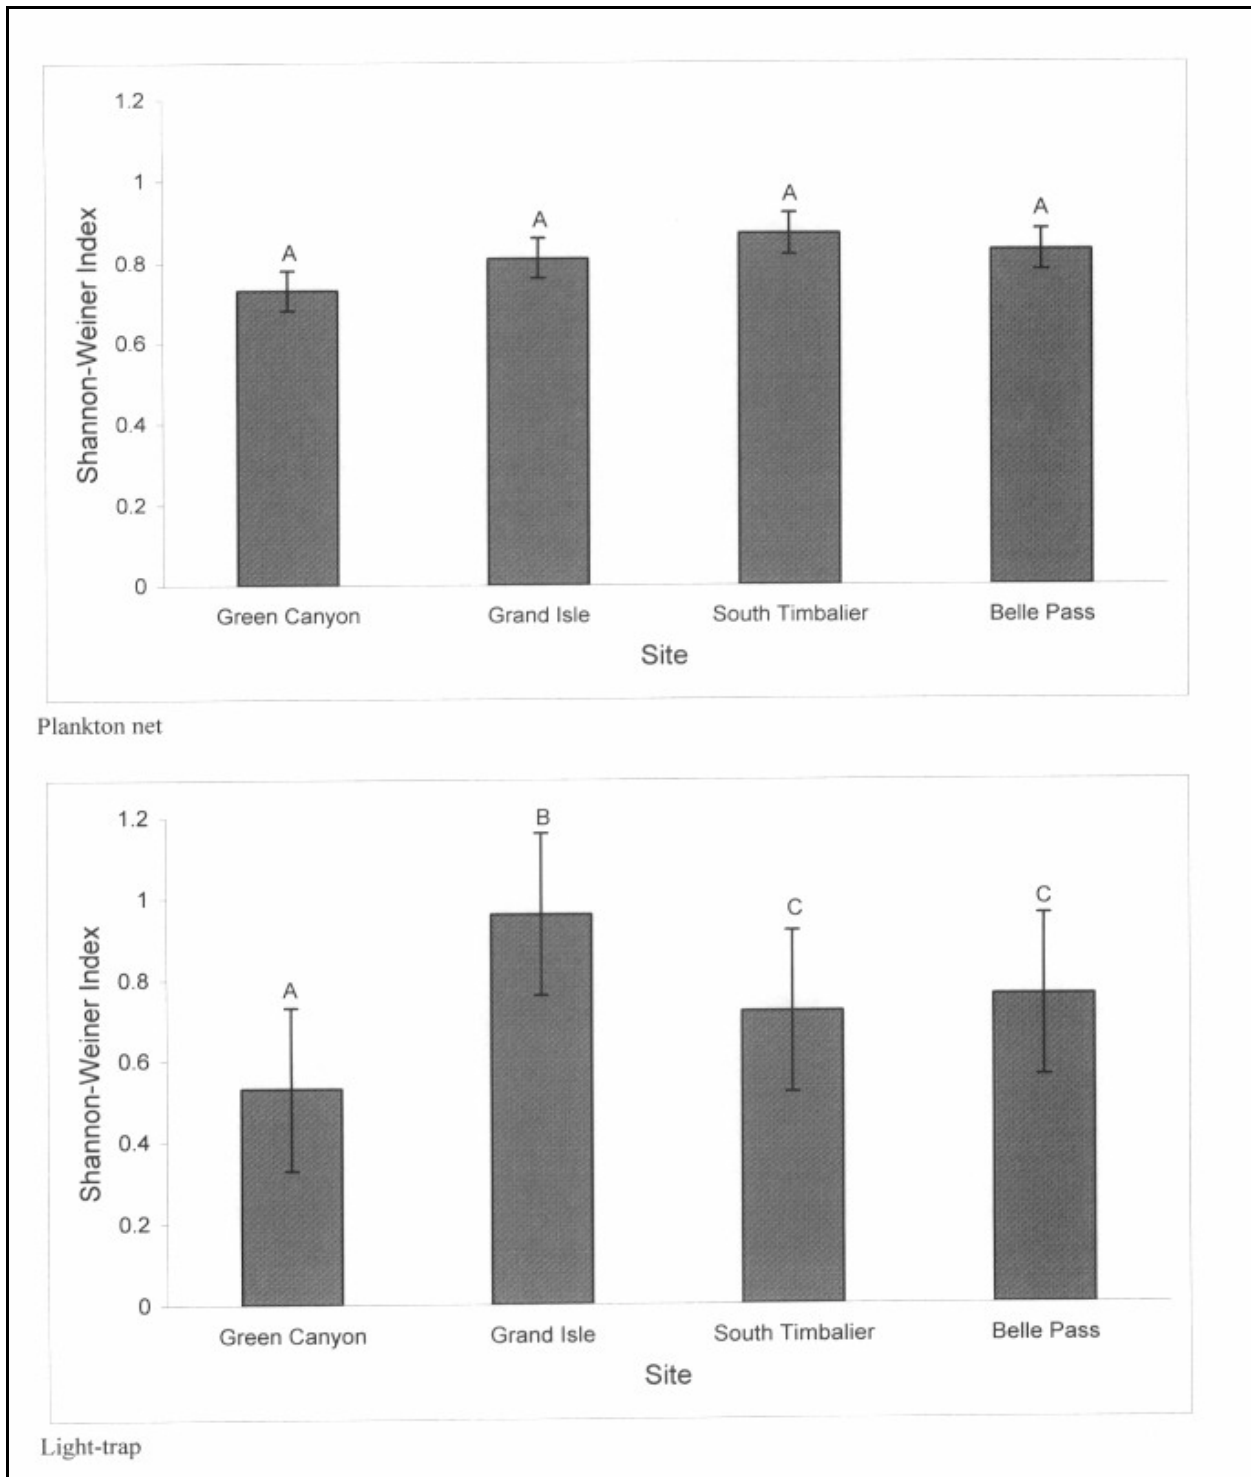 1.2
1
0.8
0.6
0.4
0.2
0
Shannon-Weiner Index
A
A
A
A
Green Canyon
Grand Isle
South Timbalier
Belle Pass
Site
Plankton net
1.2
1
0.8
0.6
0.4
0.2
0
Shannon-Weiner Index
A
B
C
C
Green Canyon
Grand Isle
South Timbalier
Belle Pass
Site
Light-trap